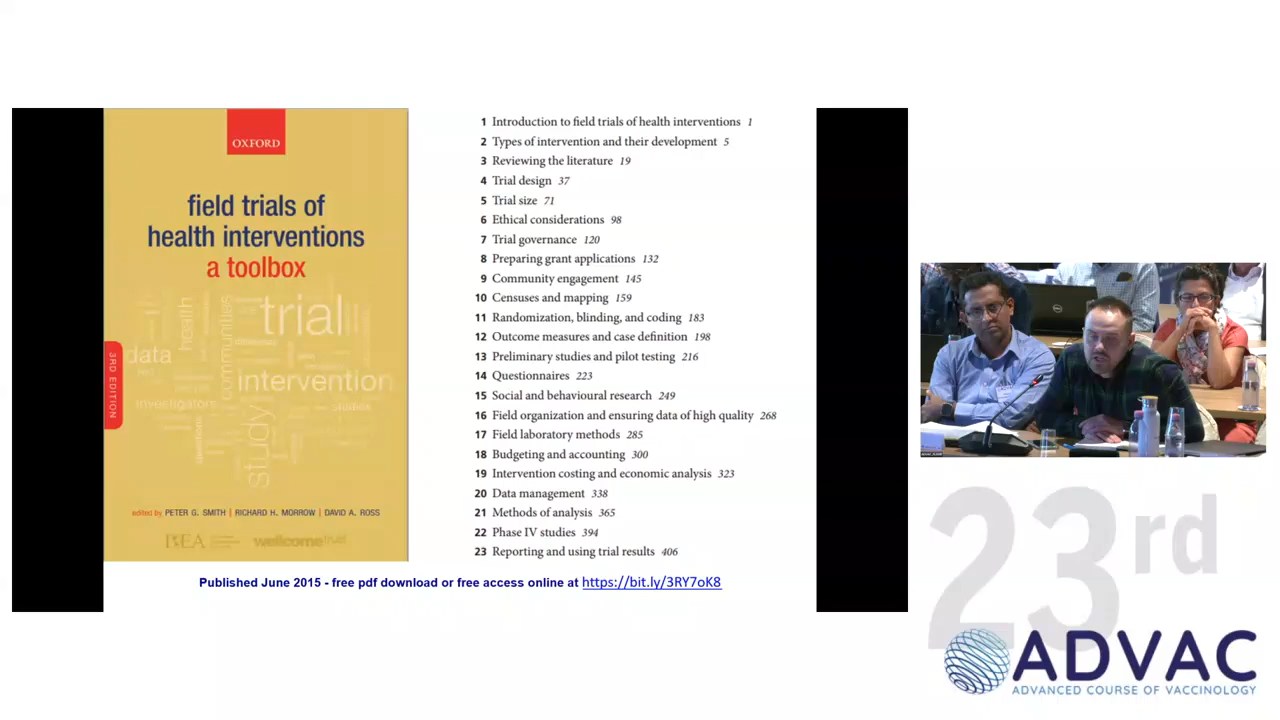 OXFORD
field trials of
health interventions
a toolbox
3RD EDITION
trial
health
communities
data
intervention
investigators
study
edited by PETER G. SMITH | RICHARD H. MORROW | DAVID A. ROSS
wellcome trust
1 Introduction to field trials of health interventions 1
2 Types of intervention and their development 5
3 Reviewing the literature 19
4 Trial design 37
5 Trial size 71
6 Ethical considerations 98
7 Trial governance 120
8 Preparing grant applications 132
9 Community engagement 145
10 Censuses and mapping 159
11 Randomization, blinding, and coding 183
12 Outcome measures and case definition 198
13 Preliminary studies and pilot testing 216
14 Questionnaires 223
15 Social and behavioural research 249
16 Field organization and ensuring data of high quality 268
17 Field laboratory methods 285
18 Budgeting and accounting 300
19 Intervention costing and economic analysis 323
20 Data management 338
21 Methods of analysis 365
22 Phase IV studies 394
23 Reporting and using trial results 406
Published June 2015 - free pdf download or free access online at https://bit.ly/3RY7oK8
23rd
ADVAC
ADVANCED COURSE OF VACCINOLOGY